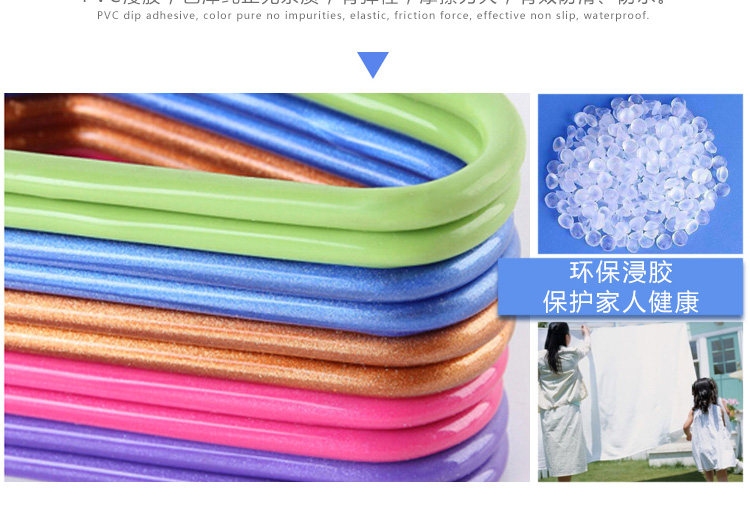 PVC dip adhesive, color pure no impurities, elastic, friction force, effective non slip, waterproof.
环保浸胶
保护家人健康